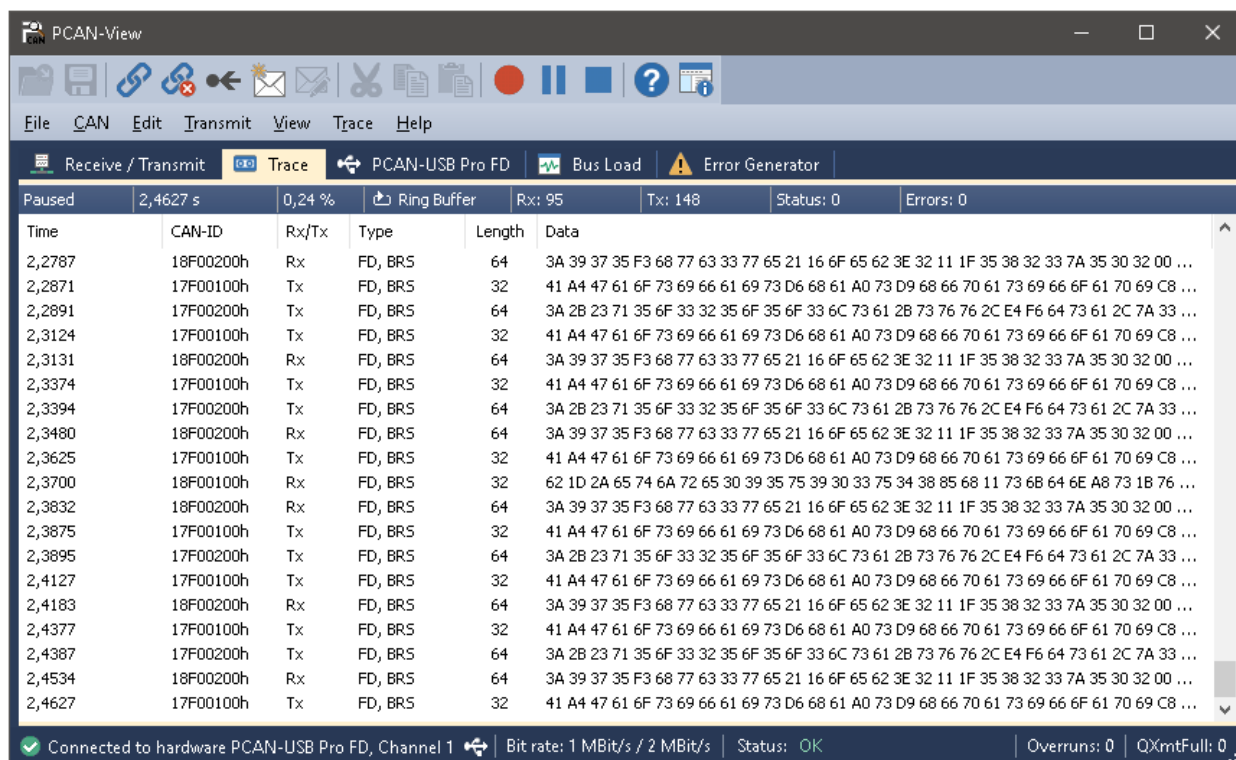 PCAN-View
File CAN Edit Transmit View Trace Help
Receive / Transmit Trace PCAN-USB Pro FD Bus Load Error Generator
Paused 2,4627 s 0,24 % Ring Buffer Rx: 95 Tx: 148 Status: 0 Errors: 0
Time CAN-ID Rx/Tx Type Length Data
2,2787 18F00200h Rx FD, BRS 64 3A 39 37 35 F3 68 77 63 33 77 65 21 16 6F 65 62 3E 32 11 1F 35 38 32 33 7A 35 30 32 00 ...
2,2871 17F00100h Tx FD, BRS 32 41 A4 47 61 6F 73 69 66 61 69 73 D6 68 61 A0 73 D9 68 66 70 61 73 69 66 6F 61 70 69 C8 ...
2,2891 17F00200h Tx FD, BRS 64 3A 2B 23 71 35 6F 33 32 35 6F 35 6F 33 6C 73 61 2B 73 76 76 2C E4 F6 64 73 61 2C 7A 33 ...
2,3124 17F00100h Tx FD, BRS 32 41 A4 47 61 6F 73 69 66 61 69 73 D6 68 61 A0 73 D9 68 66 70 61 73 69 66 6F 61 70 69 C8 ...
2,3131 18F00200h Rx FD, BRS 64 3A 39 37 35 F3 68 77 63 33 77 65 21 16 6F 65 62 3E 32 11 1F 35 38 32 33 7A 35 30 32 00 ...
2,3374 17F00100h Tx FD, BRS 32 41 A4 47 61 6F 73 69 66 61 69 73 D6 68 61 A0 73 D9 68 66 70 61 73 69 66 6F 61 70 69 C8 ...
2,3394 17F00200h Tx FD, BRS 64 3A 2B 23 71 35 6F 33 32 35 6F 35 6F 33 6C 73 61 2B 73 76 76 2C E4 F6 64 73 61 2C 7A 33 ...
2,3480 18F00200h Rx FD, BRS 64 3A 39 37 35 F3 68 77 63 33 77 65 21 16 6F 65 62 3E 32 11 1F 35 38 32 33 7A 35 30 32 00 ...
2,3625 17F00100h Tx FD, BRS 32 41 A4 47 61 6F 73 69 66 61 69 73 D6 68 61 A0 73 D9 68 66 70 61 73 69 66 6F 61 70 69 C8 ...
2,3700 18F00100h Rx FD, BRS 32 62 1D 2A 65 74 6A 72 65 30 39 35 75 39 30 33 75 34 38 85 68 11 73 6B 64 6E A8 73 1B 76 ...
2,3832 18F00200h Rx FD, BRS 64 3A 39 37 35 F3 68 77 63 33 77 65 21 16 6F 65 62 3E 32 11 1F 35 38 32 33 7A 35 30 32 00 ...
2,3875 17F00100h Tx FD, BRS 32 41 A4 47 61 6F 73 69 66 61 69 73 D6 68 61 A0 73 D9 68 66 70 61 73 69 66 6F 61 70 69 C8 ...
2,3895 17F00200h Tx FD, BRS 64 3A 2B 23 71 35 6F 33 32 35 6F 35 6F 33 6C 73 61 2B 73 76 76 2C E4 F6 64 73 61 2C 7A 33 ...
2,4127 17F00100h Tx FD, BRS 32 41 A4 47 61 6F 73 69 66 61 69 73 D6 68 61 A0 73 D9 68 66 70 61 73 69 66 6F 61 70 69 C8 ...
2,4183 18F00200h Rx FD, BRS 64 3A 39 37 35 F3 68 77 63 33 77 65 21 16 6F 65 62 3E 32 11 1F 35 38 32 33 7A 35 30 32 00 ...
2,4377 17F00100h Tx FD, BRS 32 41 A4 47 61 6F 73 69 66 61 69 73 D6 68 61 A0 73 D9 68 66 70 61 73 69 66 6F 61 70 69 C8 ...
2,4387 17F00200h Tx FD, BRS 64 3A 2B 23 71 35 6F 33 32 35 6F 35 6F 33 6C 73 61 2B 73 76 76 2C E4 F6 64 73 61 2C 7A 33 ...
2,4534 18F00200h Rx FD, BRS 64 3A 39 37 35 F3 68 77 63 33 77 65 21 16 6F 65 62 3E 32 11 1F 35 38 32 33 7A 35 30 32 00 ...
2,4627 17F00100h Tx FD, BRS 32 41 A4 47 61 6F 73 69 66 61 69 73 D6 68 61 A0 73 D9 68 66 70 61 73 69 66 6F 61 70 69 C8 ...
Connected to hardware PCAN-USB Pro FD, Channel 1 Bit rate: 1 MBit/s / 2 MBit/s Status: OK Overruns: 0 QXmtFull: 0